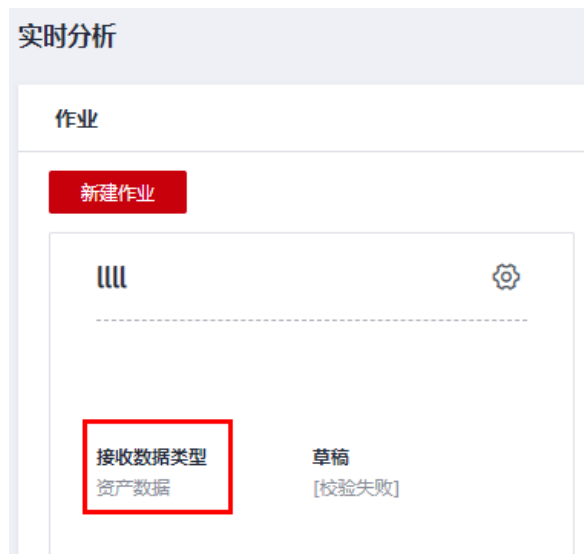 实时分析
作业
新建作业
llll
接收数据类型
草稿
资产数据
[校验失败]